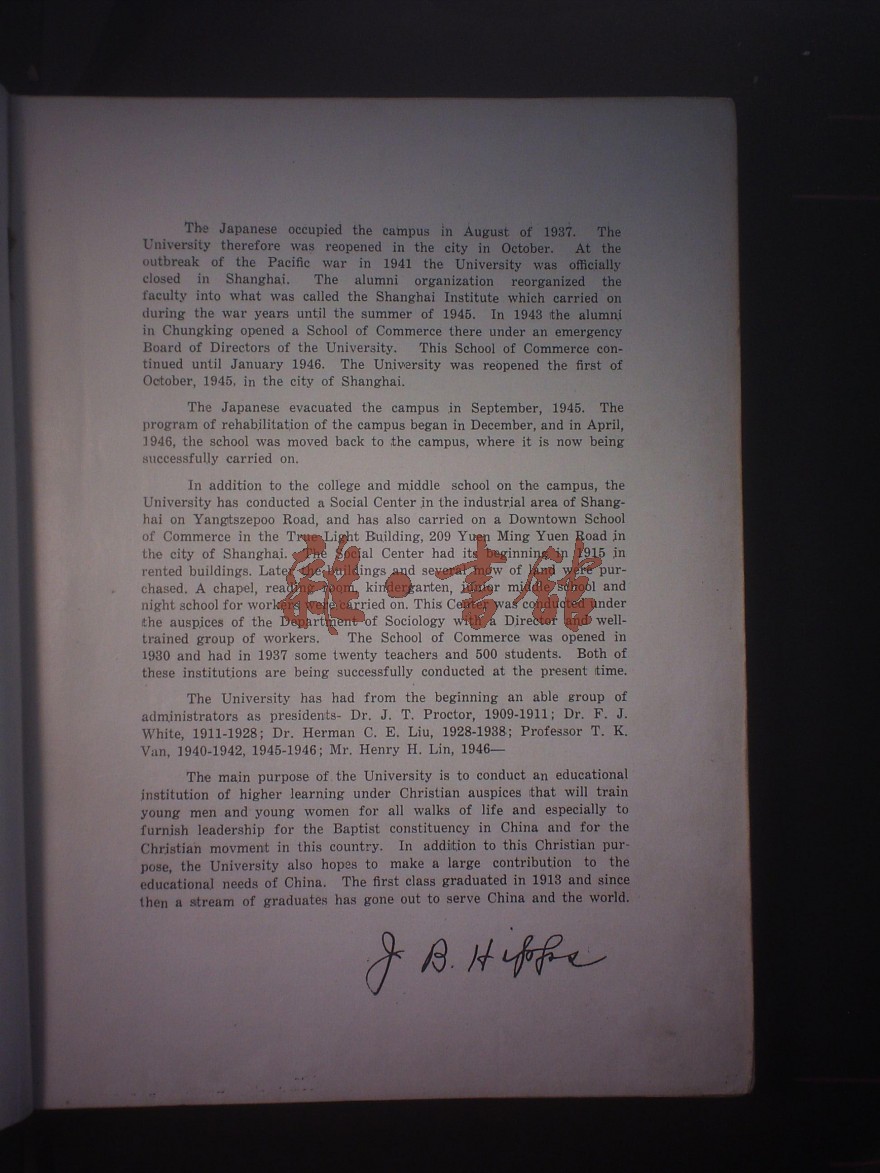 The Japanese occupied the campus in August of 1937. The
University therefore was reopened in the city in October. At the
outbreak of the Pacific war in 1941 the University was officially
closed in Shanghai. The alumni organization reorganized the
faculty into what was called the Shanghai Institute which carried on
during the war years until the summer of 1945. In 1943 the alumni
in Chungking opened a School of Commerce there under an emergency
Board of Directors of the University. This School of Commerce con-
tinued until January 1946. The University was reopened the first of
October, 1945, in the city of Shanghai.
The Japanese evacuated the campus in September, 1945. The
program of rehabilitation of the campus began in December, and in April,
1946, the school was moved back to the campus, where it is now being
successfully carried on.
In addition to the college and middle school on the campus, the
University has conducted a Social Center in the industrial area of Shang-
hai on Yangtszepoo Road, and has also carried on a Downtown School
of Commerce in the True Light Building, 209 Yuen Ming Yuen Road in
the city of Shanghai. The Social Center had its beginning in 1915 in
rented buildings. Later the buildings and several mow of land were pur-
chased. A chapel, reading room, kindergarten, junior middle school and
night school for workers were carried on. This Center was conducted under
the auspices of the Department of Sociology with a Director and well-
trained group of workers. The School of Commerce was opened in
1930 and had in 1937 some twenty teachers and 500 students. Both of
these institutions are being successfully conducted at the present time.
The University has had from the beginning an able group of
administrators as presidents- Dr. J. T. Proctor, 1909-1911; Dr. F. J.
White, 1911-1928; Dr. Herman C. E. Liu, 1928-1938; Professor T. K.
Van, 1940-1942, 1945-1946; Mr. Henry H. Lin, 1946—
The main purpose of the University is to conduct an educational
institution of higher learning under Christian auspices that will train
young men and young women for all walks of life and especially to
furnish leadership for the Baptist constituency in China and for the
Christian movment in this country. In addition to this Christian pur-
pose, the University also hopes to make a large contribution to the
educational needs of China. The first class graduated in 1913 and since
then a stream of graduates has gone out to serve China and the world.
J. B. Hipps